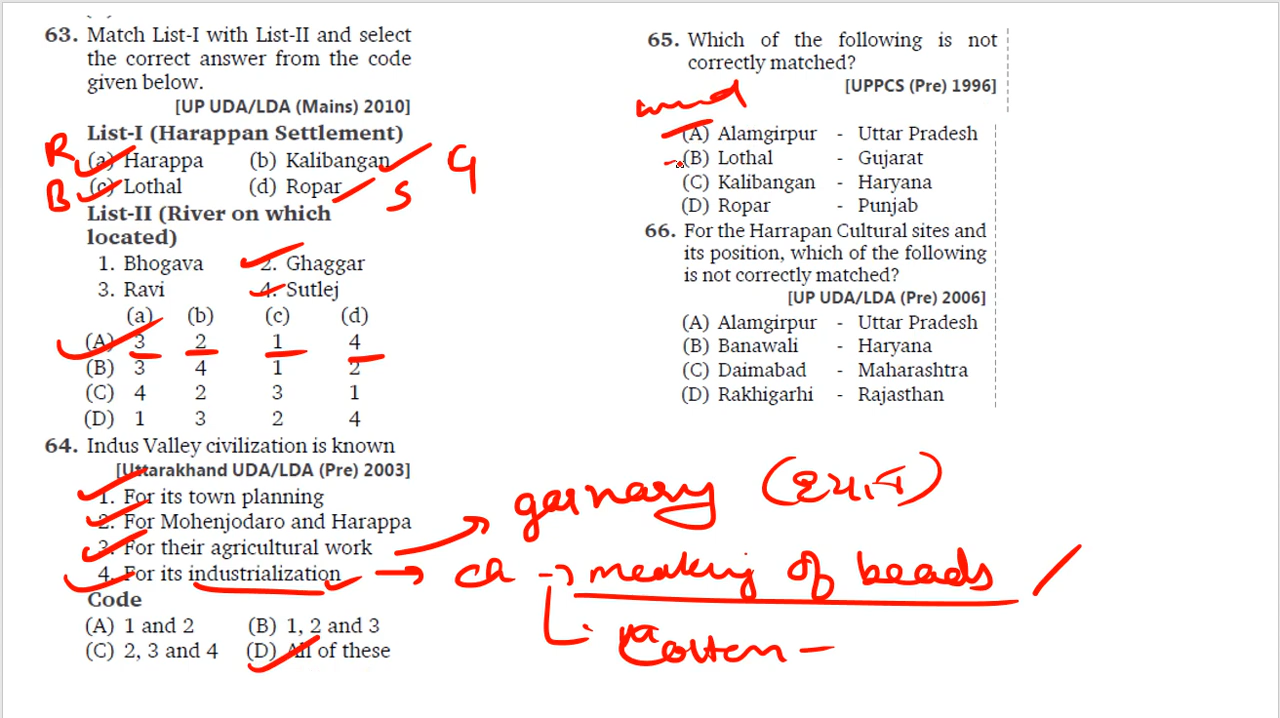 63. Match List-I with List-II and select
the correct answer from the code
given below.
[UP UDA/LDA (Mains) 2010]
List-I (Harappan Settlement)
R (a) Harappa (b) Kalibangan G
B (c) Lothal (d) Ropar S
List-II (River on which
located)
1. Bhogava 2. Ghaggar
3. Ravi 4. Sutlej
(a) (b) (c) (d)
(A) 3 2 1 4
(B) 3 4 1 2
(C) 4 2 3 1
(D) 1 3 2 4
64. Indus Valley civilization is known
[Uttarakhand UDA/LDA (Pre) 2003]
1. For its town planning
2. For Mohenjodaro and Harappa
3. For their agricultural work
4. For its industrialization
Code
(A) 1 and 2 (B) 1, 2 and 3
(C) 2, 3 and 4 (D) All of these
65. Which of the following is not
correctly matched?
[UPPCS (Pre) 1996]
(A) Alamgirpur - Uttar Pradesh
(B) Lothal - Gujarat
(C) Kalibangan - Haryana
(D) Ropar - Punjab
66. For the Harrapan Cultural sites and
its position, which of the following
is not correctly matched?
[UP UDA/LDA (Pre) 2006]
(A) Alamgirpur - Uttar Pradesh
(B) Banawali - Haryana
(C) Daimabad - Maharashtra
(D) Rakhigarhi - Rajasthan
making of beads
Cotten -